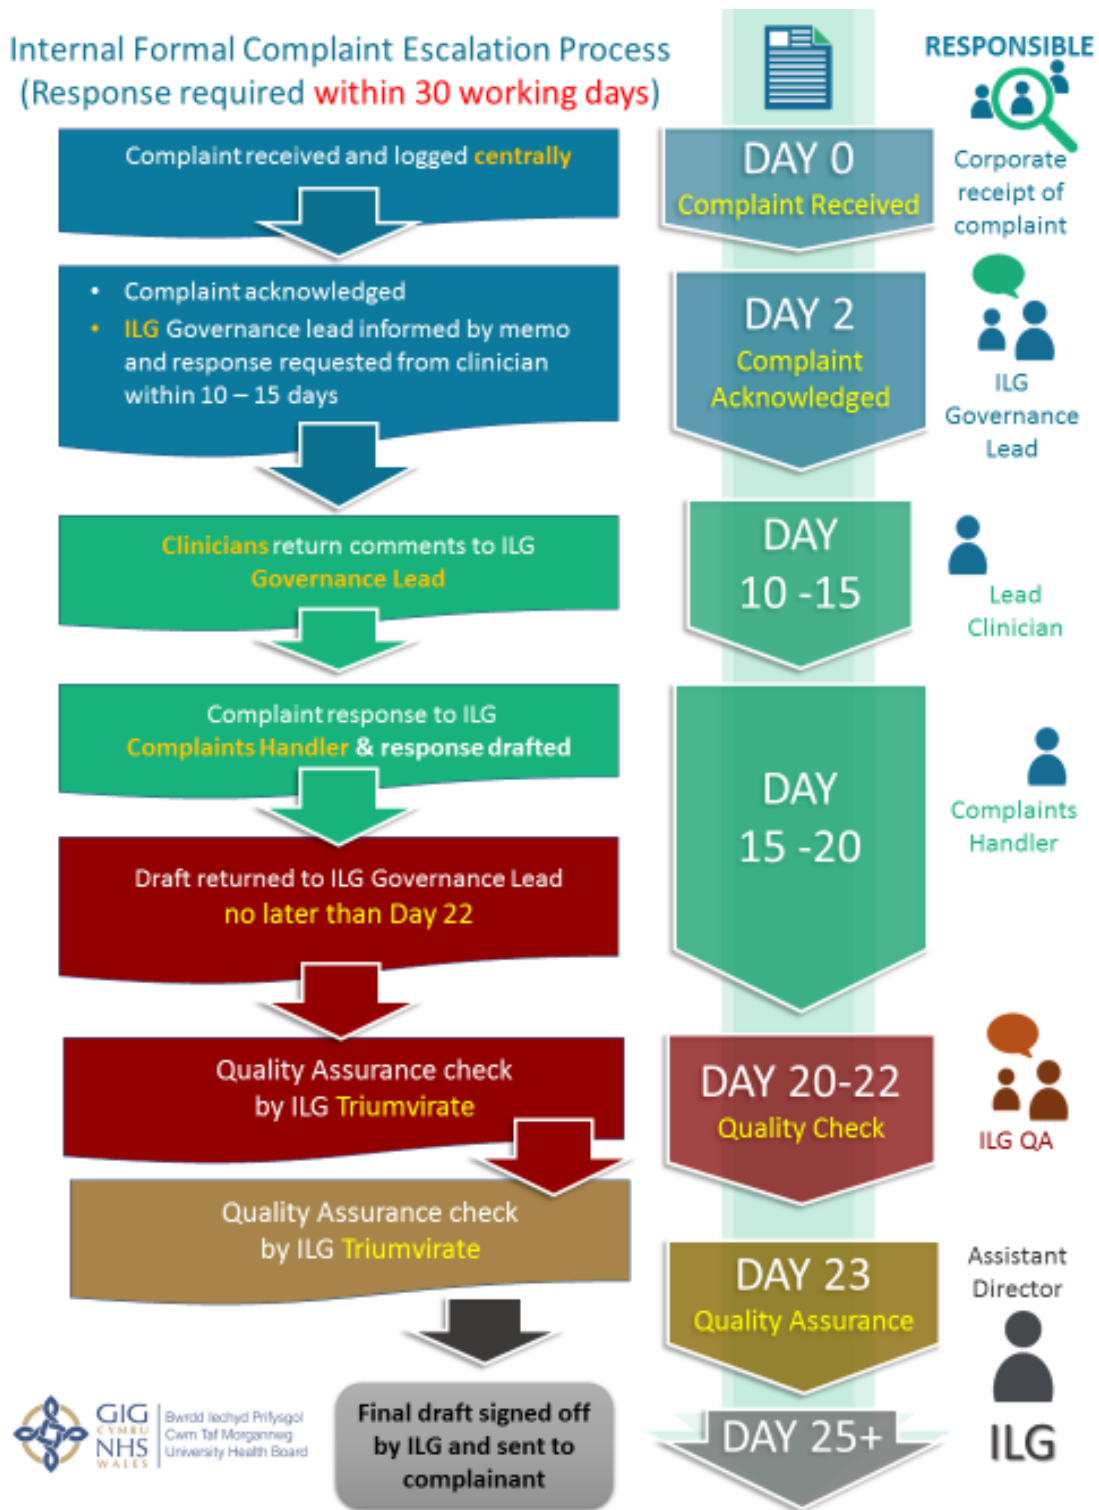 Internal Formal Complaint Escalation Process
(Response required within 30 working days)
RESPONSIBLE
Complaint received and logged centrally
DAY 0
Complaint Received
Corporate
receipt of
complaint
• Complaint acknowledged
• ILG Governance lead informed by memo
and response requested from clinician
within 10 – 15 days
DAY 2
Complaint
Acknowledged
ILG
Governance
Lead
Clinicians return comments to ILG
Governance Lead
DAY
10 -15
Lead
Clinician
Complaint response to ILG
Complaints Handler & response drafted
DAY
15 -20
Complaints
Handler
Draft returned to ILG Governance Lead
no later than Day 22
Quality Assurance check
by ILG Triumvirate
DAY 20-22
Quality Check
ILG QA
Quality Assurance check
by ILG Triumvirate
DAY 23
Quality Assurance
Assistant
Director
ILG
Final draft signed off
by ILG and sent to
complainant
DAY 25+
GIG
CYMRU
NHS
WALES
Bwrdd Iechyd Prifysgol
Cwm Taf Morgannwg
University Health Board